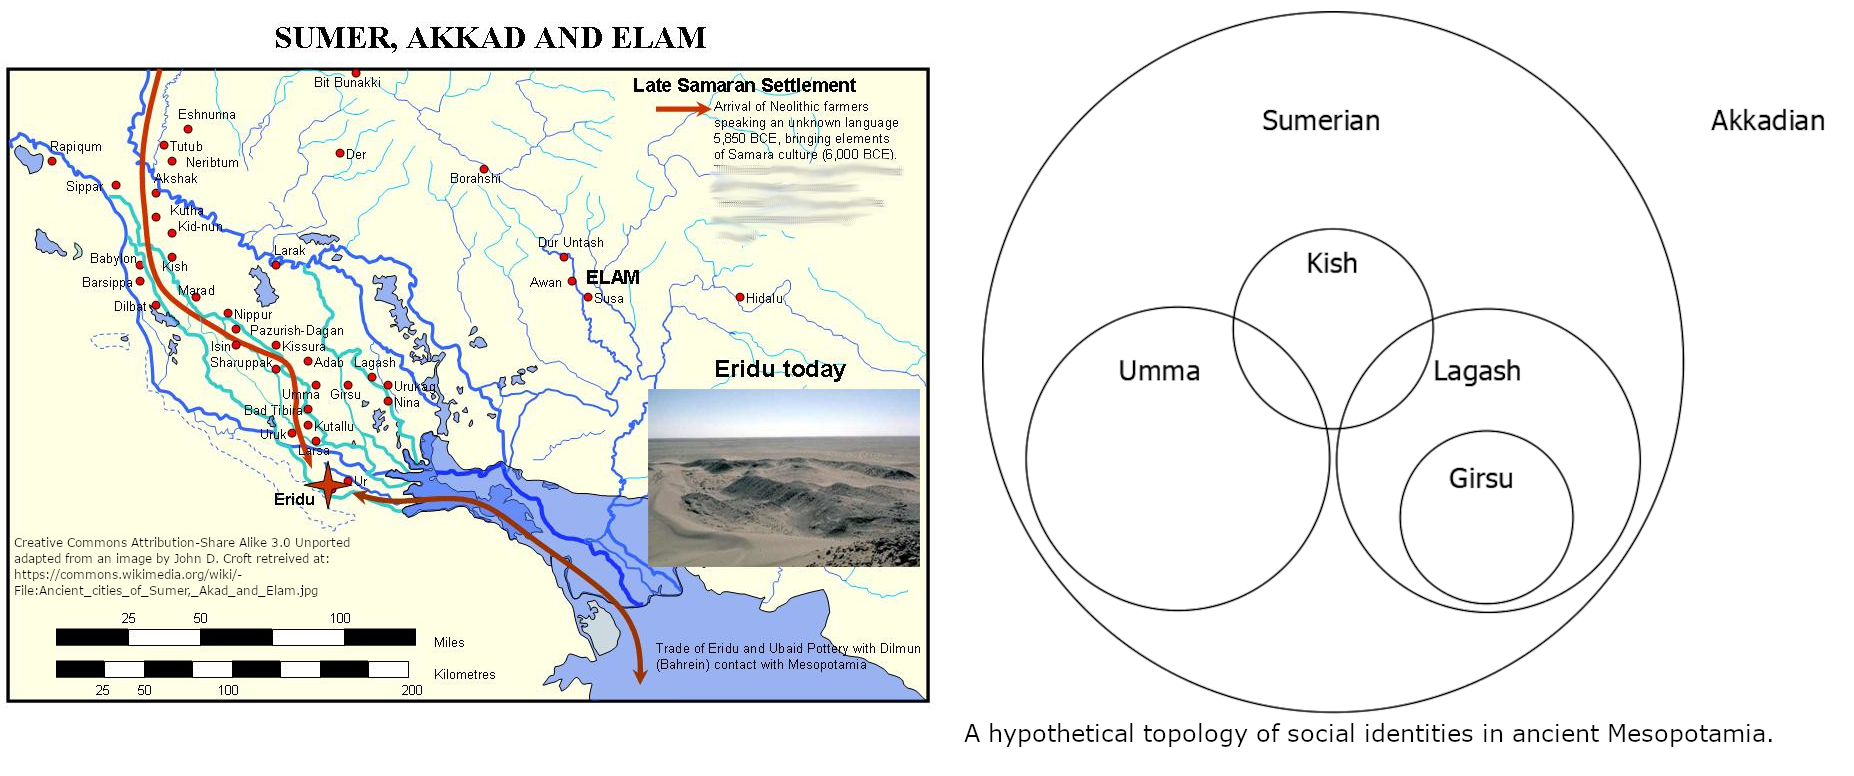 SUMER, AKKAD AND ELAM
Bit Bunakki
Late Samaran Settlement
Arrival of Neolithic farmers
speaking an unknown language
5,850 BCE, bringing elements
of Samara culture (6,000 BCE).
Eshnunna
Rapiqum
Tutub
Neribtum
Der
Borahshi
Sippar
Akshak
Kutha
Kid-nun
Larak
Dur Untash
Babylon
Kish
ELAM
Barsippa
Awan
Susa
Hidalu
Marad
Dilbat
Nippur
Pazurish-Dagan
Isin
Kissura
Sharuppak
Adab
Lagash
Eridu today
Umma
Girsu
Urukag
Nina
Bad Tibira
Uruk
Kutallu
Larsa
Ur
Eridu
Creative Commons Attribution-Share Alike 3.0 Unported
adapted from an image by John D. Croft retreived at:
https://commons.wikimedia.org/wiki/-
File:Ancient_cities_of_Sumer,_Akad_and_Elam.jpg
25 50 100
Miles
Kilometres
25 50 100 200
Trade of Eridu and Ubaid Pottery with Dilmun
(Bahrein) contact with Mesopotamia
Sumerian
Akkadian
Kish
Umma
Lagash
Girsu
A hypothetical topology of social identities in ancient Mesopotamia.